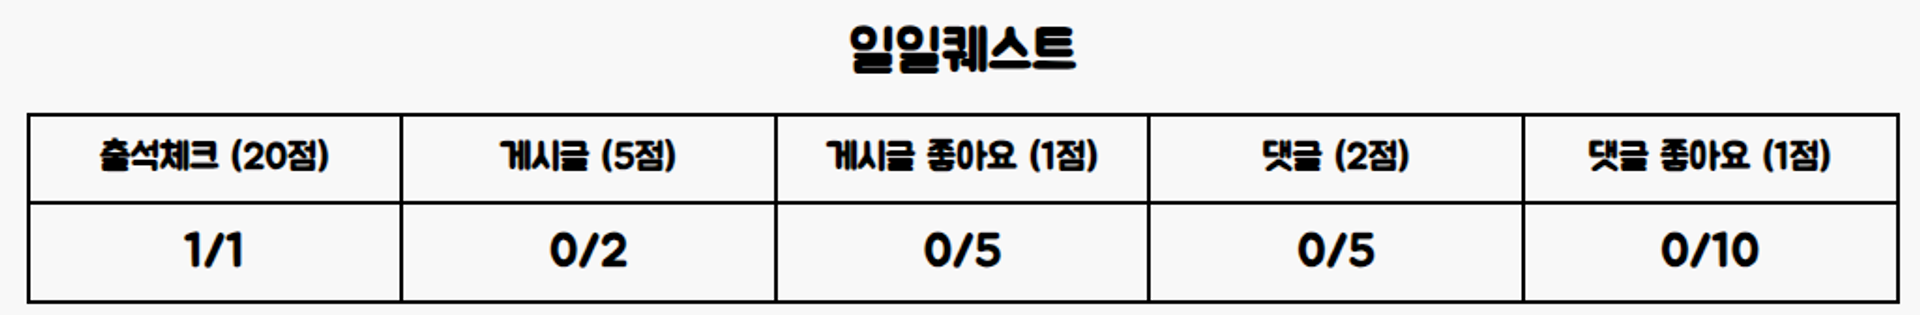 일일퀘스트
출석체크 (20점) 게시글 (5점) 게시글 좋아요 (1점) 댓글 (2점) 댓글 좋아요 (1점)
1/1 0/2 0/5 0/5 0/10